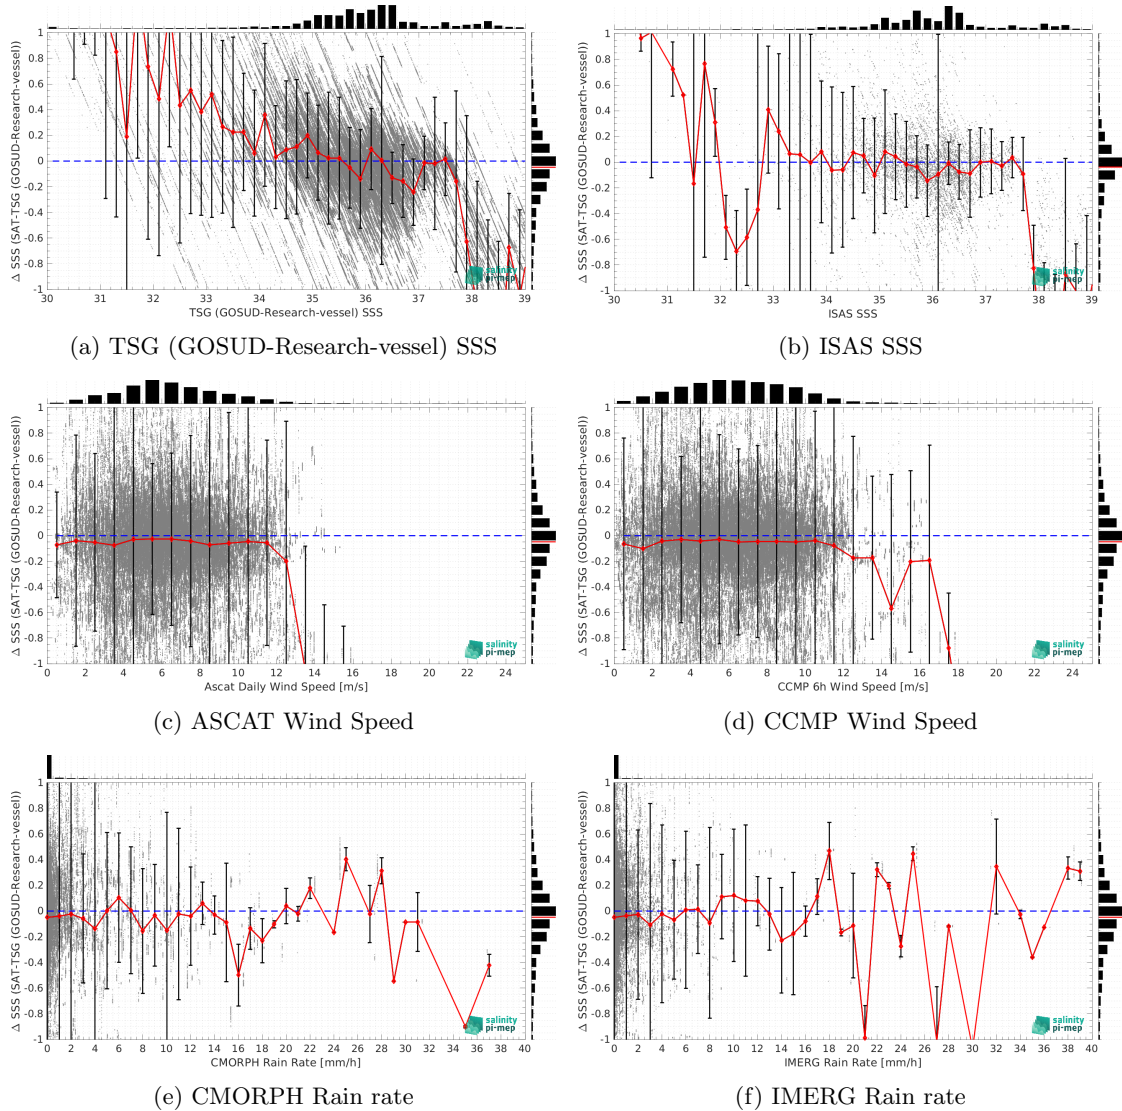 Δ SSS (SAT-TSG (GOSUD-Research-vessel))
1
0.8
0.6
0.4
0.2
0
-0.2
-0.4
-0.6
-0.8
-1
30 31 32 33 34 35 36 37 38 39
TSG (GOSUD-Research-vessel) SSS
salinity
pi-mep
(a) TSG (GOSUD-Research-vessel) SSS
Δ SSS (SAT-TSG (GOSUD-Research-vessel))
1
0.8
0.6
0.4
0.2
0
-0.2
-0.4
-0.6
-0.8
-1
30 31 32 33 34 35 36 37 38 39
ISAS SSS
salinity
pi-mep
(b) ISAS SSS
Δ SSS (SAT-TSG (GOSUD-Research-vessel))
1
0.8
0.6
0.4
0.2
0
-0.2
-0.4
-0.6
-0.8
-1
0 2 4 6 8 10 12 14 16 18 20 22 24
Ascat Daily Wind Speed [m/s]
salinity
pi-mep
(c) ASCAT Wind Speed
Δ SSS (SAT-TSG (GOSUD-Research-vessel))
1
0.8
0.6
0.4
0.2
0
-0.2
-0.4
-0.6
-0.8
-1
0 2 4 6 8 10 12 14 16 18 20 22 24
CCMP 6h Wind Speed [m/s]
salinity
pi-mep
(d) CCMP Wind Speed
Δ SSS (SAT-TSG (GOSUD-Research-vessel))
1
0.8
0.6
0.4
0.2
0
-0.2
-0.4
-0.6
-0.8
-1
0 2 4 6 8 10 12 14 16 18 20 22 24 26 28 30 32 34 36 38 40
CMORPH Rain Rate [mm/h]
salinity
pi-mep
(e) CMORPH Rain rate
Δ SSS (SAT-TSG (GOSUD-Research-vessel))
1
0.8
0.6
0.4
0.2
0
-0.2
-0.4
-0.6
-0.8
-1
0 2 4 6 8 10 12 14 16 18 20 22 24 26 28 30 32 34 36 38 40
IMERG Rain Rate [mm/h]
salinity
pi-mep
(f) IMERG Rain rate